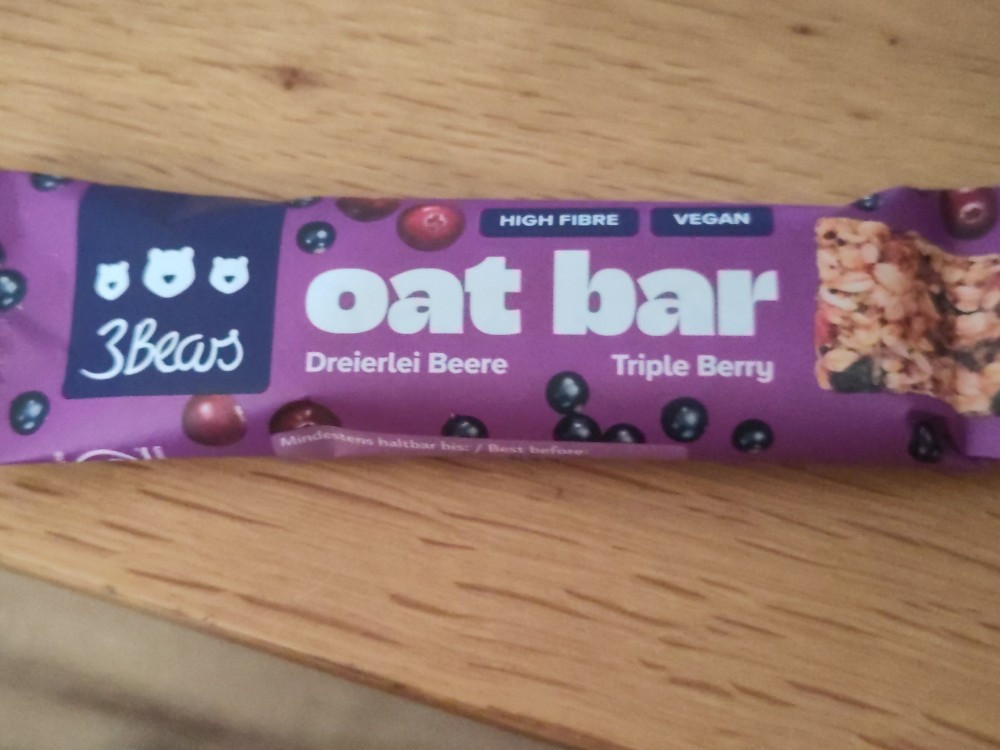 HIGH FIBRE
VEGAN
3Bears
oat bar
Dreierlei Beere
Triple Berry
Mindestens haltbar bis: / Best before: